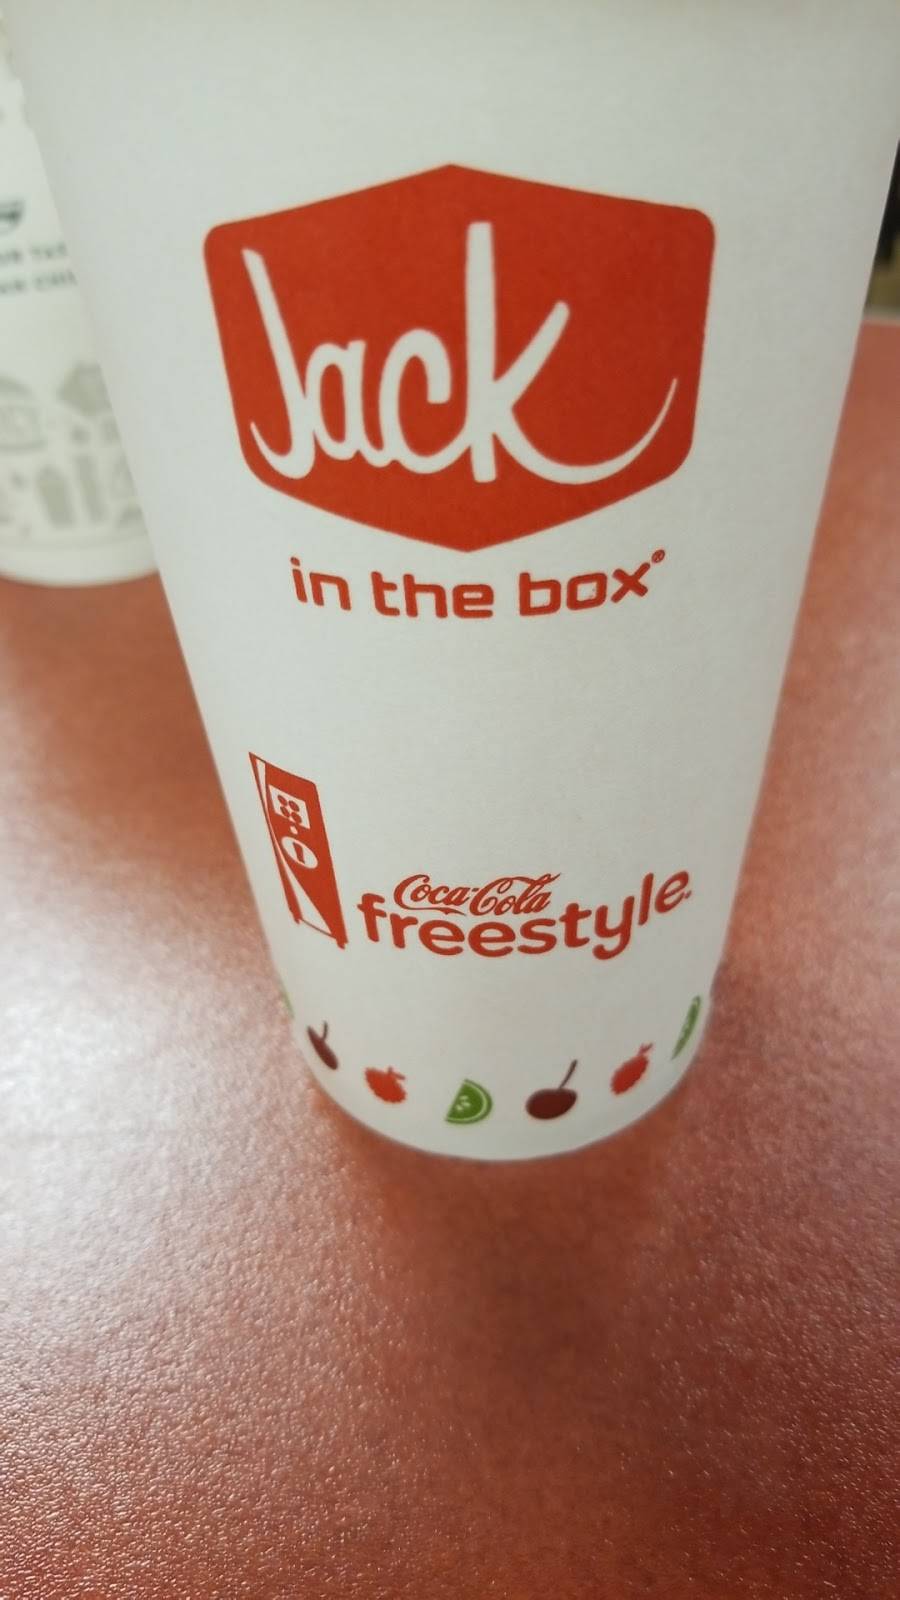 Jack
in the box®
Coca-Cola
freestyle.